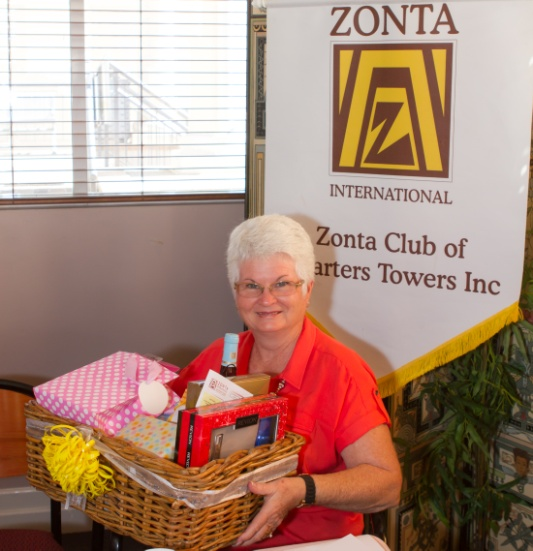 ZONTA
Z
INTERNATIONAL
Zonta Club of
arters Towers Inc